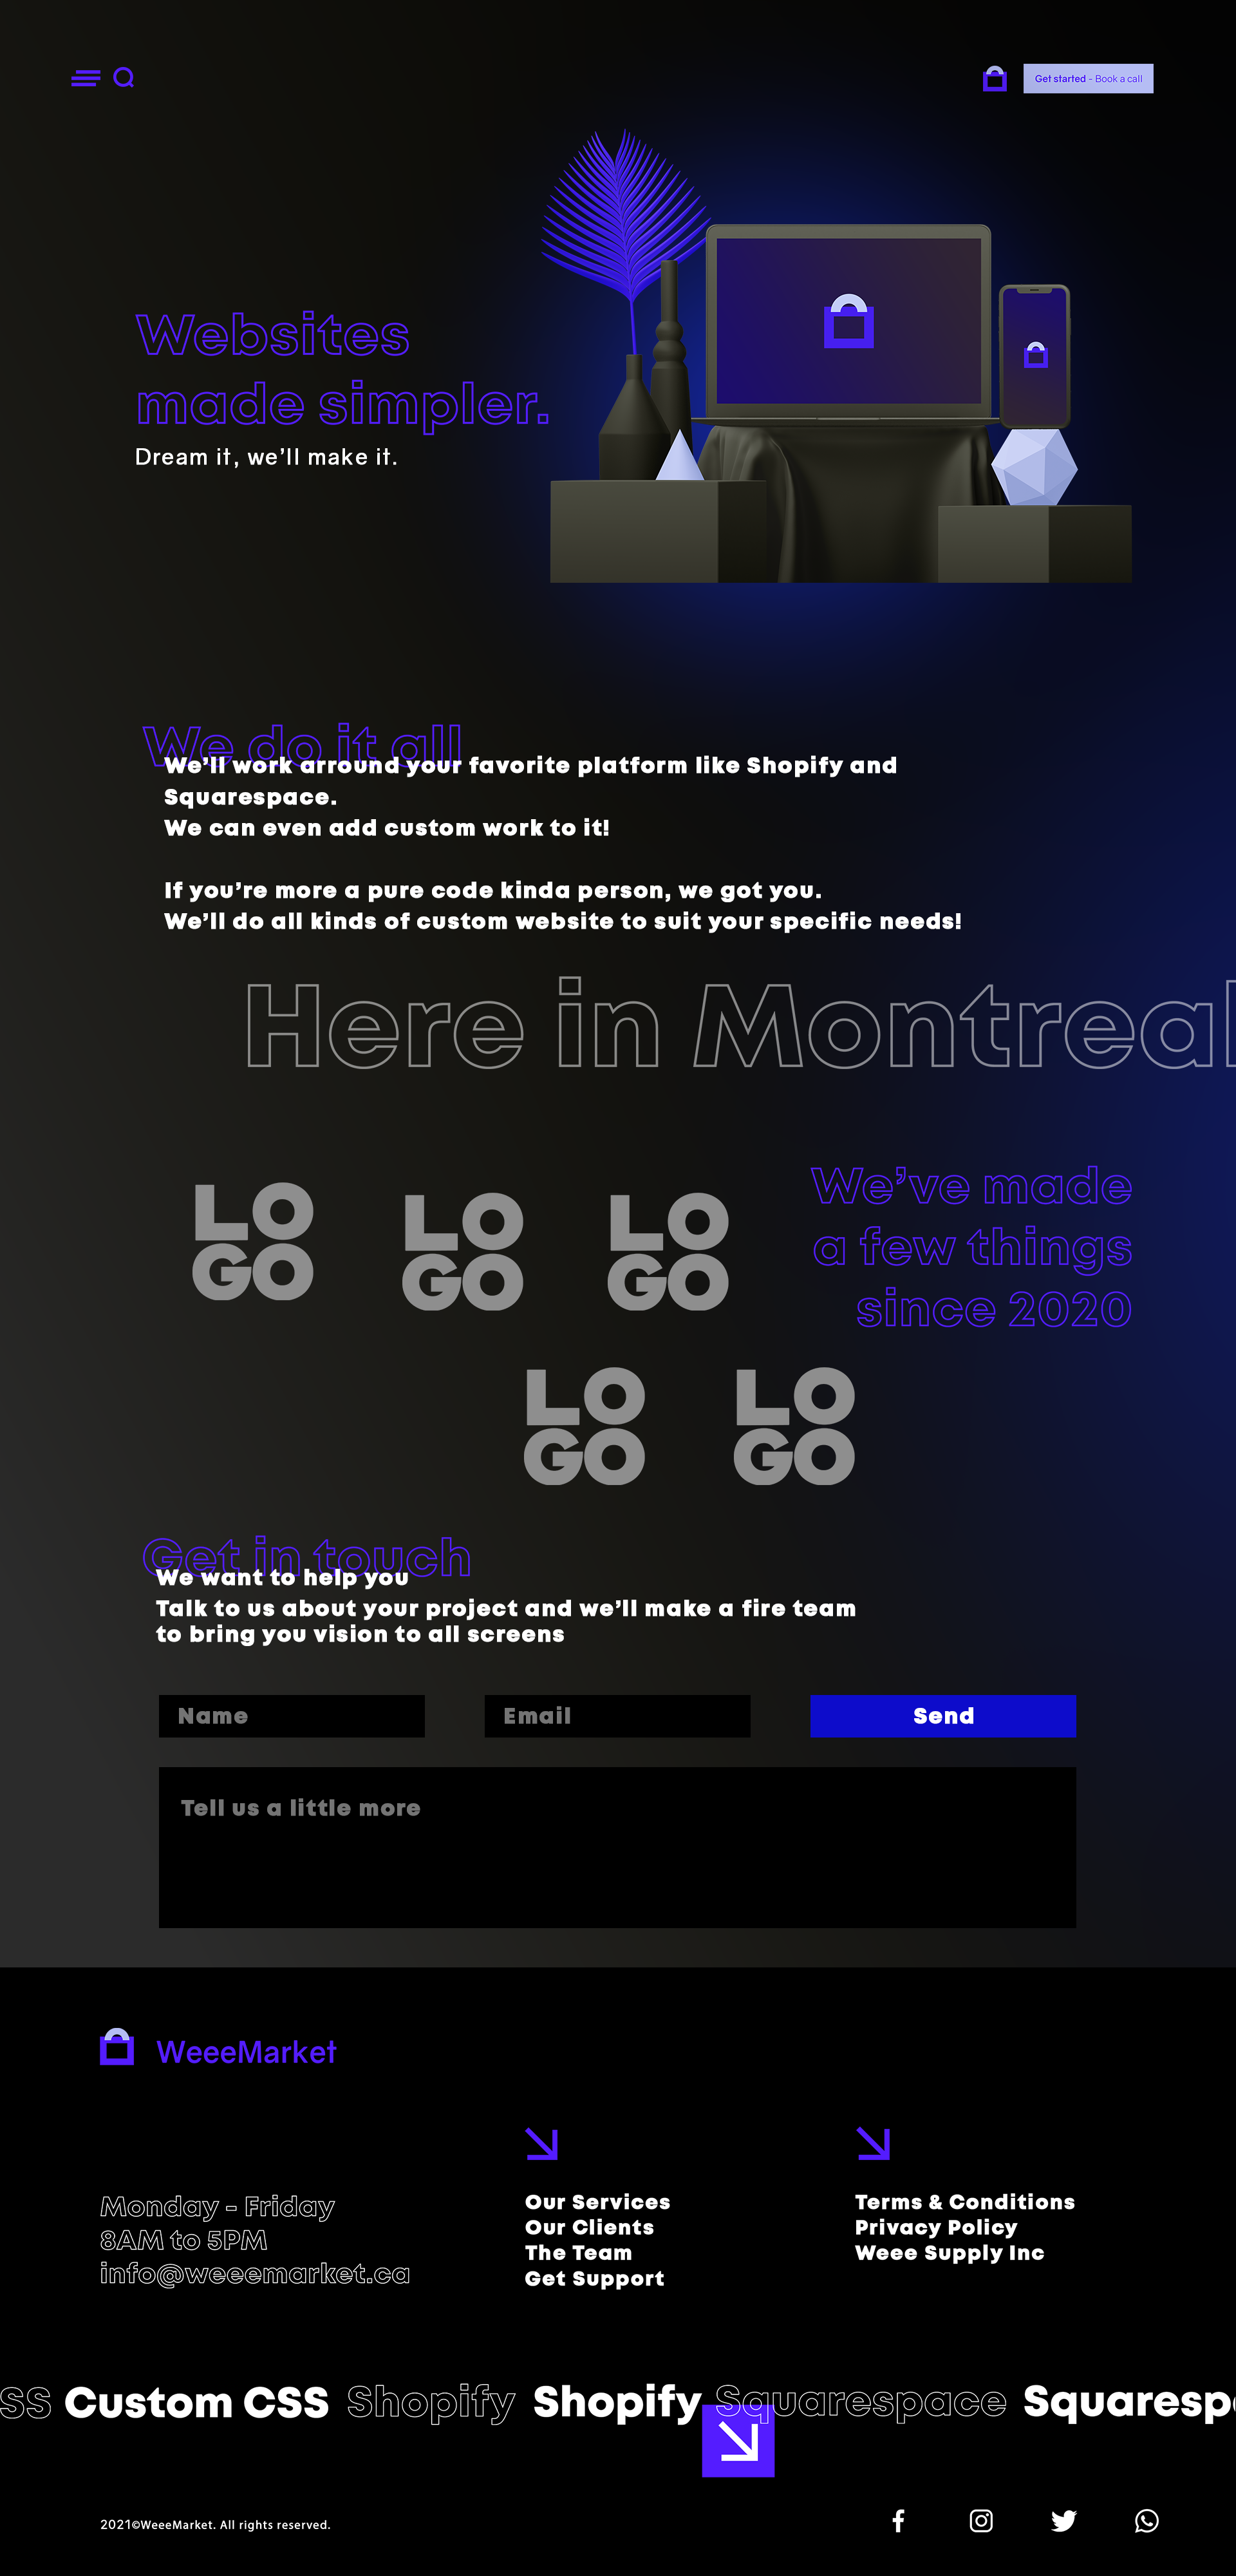 Get started - Book a call
Websites
made simpler.
Dream it, we'll make it.
We do it all
We'll work arround your favorite platform like Shopify and
Squarespace.
We can even add custom work to it!
If you're more a pure code kinda person, we got you.
We'll do all kinds of custom website to suit your specific needs!
Here in Montreal
We've made
a few things
since 2020
LO
GO
LO
GO
LO
GO
LO
GO
LO
GO
Get in touch
We want to help you
Talk to us about your project and we'll make a fire team
to bring you vision to all screens
Name
Email
Send
Tell us a little more
WeeeMarket
Monday - Friday
8AM to 5PM
info@weeemarket.ca
Our Services
Our Clients
The Team
Get Support
Terms & Conditions
Privacy Policy
Weee Supply Inc
SS Custom CSS Shopify Shopify Squarespace Squaresp
2021©WeeeMarket. All rights reserved.